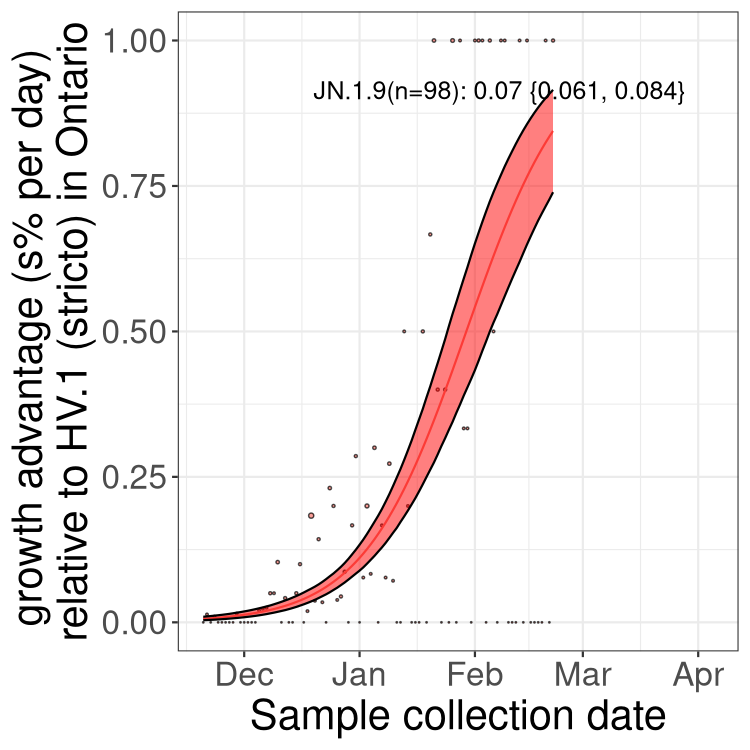 growth advantage (s% per day)
relative to HV.1 (stricto) in Ontario
1.00
0.75
0.50
0.25
0.00
JN.1.9(n=98): 0.07 {0.061, 0.084}
Dec Jan Feb Mar Apr
Sample collection date